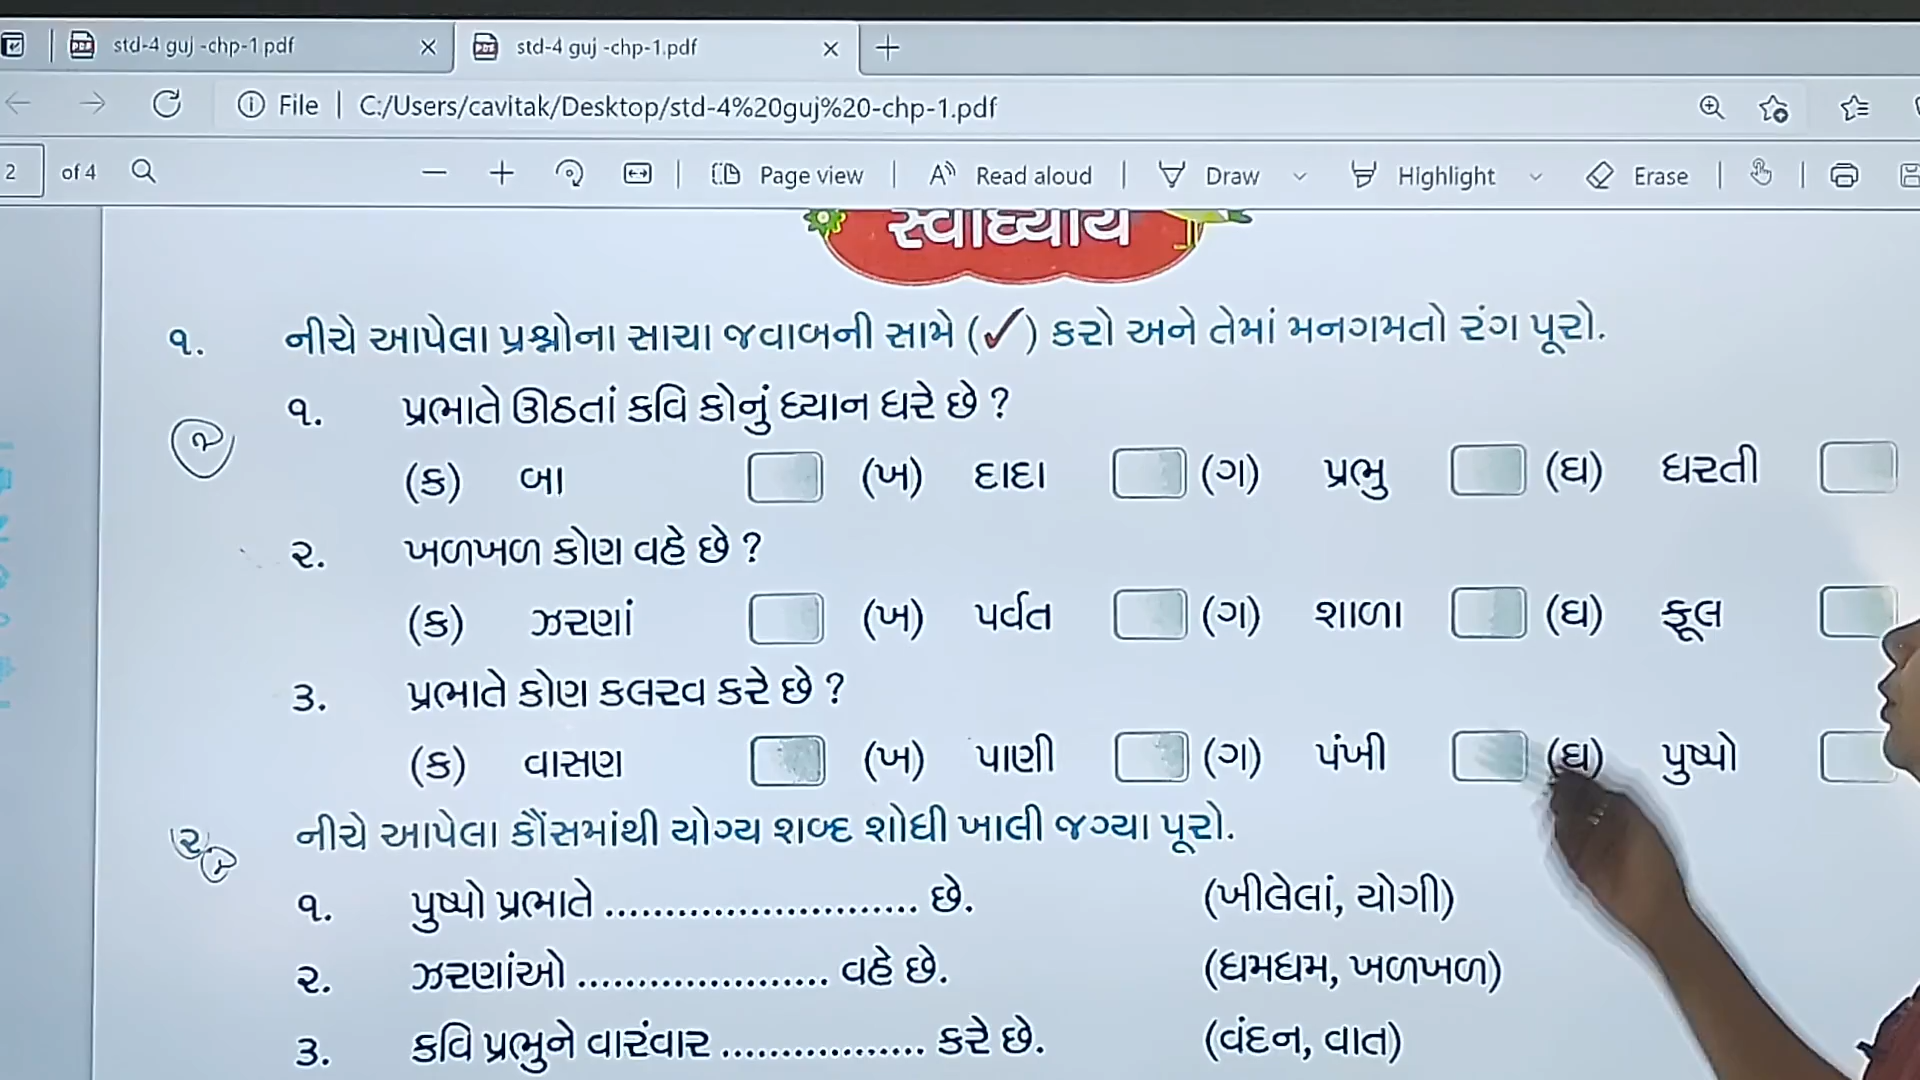 std-4 guj -chp-1 pdf
std-4 guj -chp-1.pdf
File | C:/Users/cavitak/Desktop/std-4%20guj%20-chp-1.pdf
2 of 4 Page view Read aloud Draw Highlight Erase
સ્વાધ્યાય
૧. નીચે આપેલા પ્રશ્નોના સાચા જવાબની સામે (✓) કરો અને તેમાં મનગમતો રંગ પૂરો.
૧. પ્રભાતે ઊઠતાં કવિ કોનું ધ્યાન ધરે છે ?
(ક) બા (ખ) દાદા (ગ) પ્રભુ (ઘ) ધરતી
૨. ખળખળ કોણ વહે છે ?
(ક) ઝરણાં (ખ) પર્વત (ગ) શાળા (ઘ) ફૂલ
૩. પ્રભાતે કોણ કલરવ કરે છે ?
(ક) વાસણ (ખ) પાણી (ગ) પંખી (ઘ) પુષ્પો
૨. નીચે આપેલા કૌંસમાંથી યોગ્ય શબ્દ શોધી ખાલી જગ્યા પૂરો.
૧. પુષ્પો પ્રભાતે .......................... છે. (ખીલેલાં, યોગી)
૨. ઝરણાંઓ ..................... વહે છે. (ધમધમ, ખળખળ)
૩. કવિ પ્રભુને વારંવાર ................. કરે છે. (વંદન, વાત)